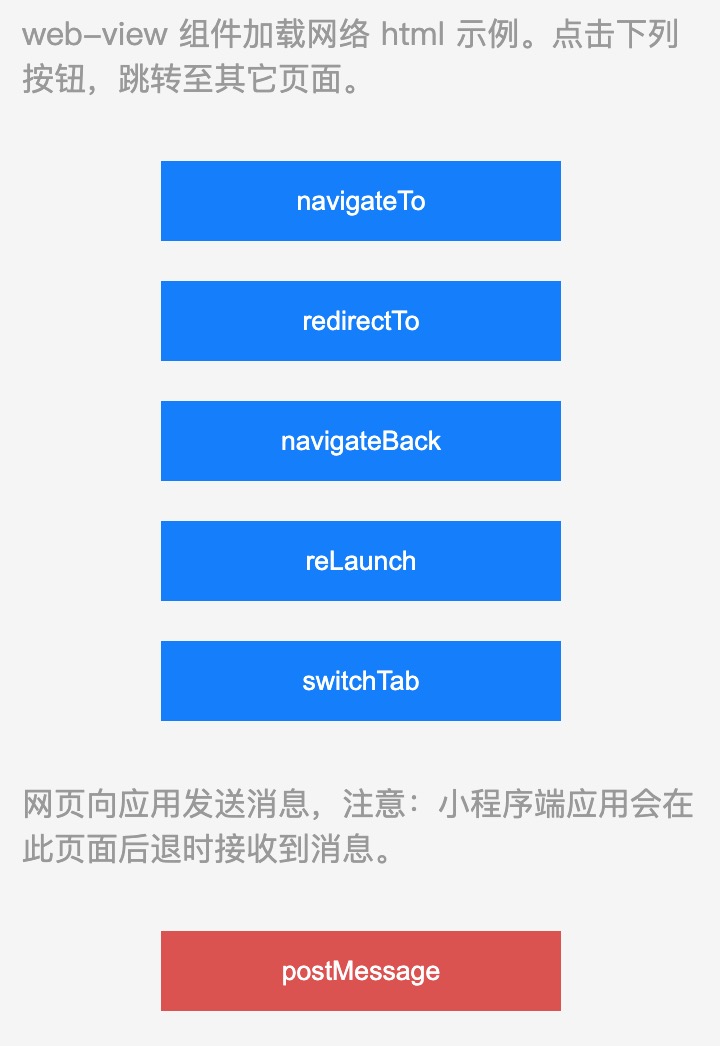 web-view 组件加载网络 html 示例。点击下列
按钮，跳转至其它页面。
navigateTo
redirectTo
navigateBack
reLaunch
switchTab
网页向应用发送消息，注意：小程序端应用会在
此页面后退时接收到消息。
postMessage